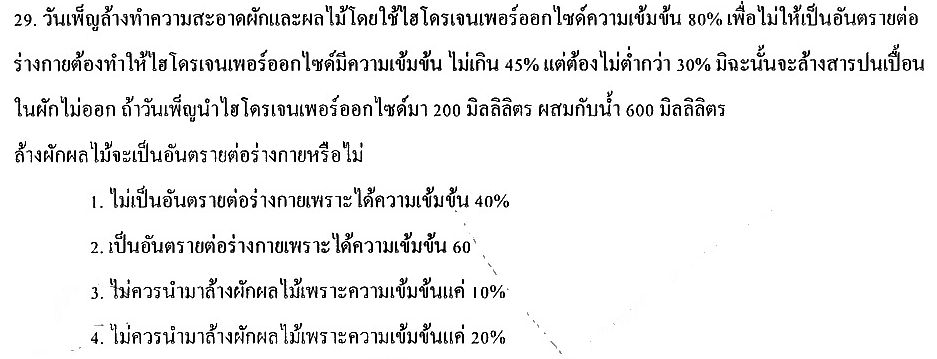 29. วันเพ็ญล้างทำความสะอาดผักและผลไม้โดยใช้ไฮโดรเจนเพอร์ออกไซด์ความเข้มข้น 80% เพื่อไม่ให้เป็นอันตรายต่อ
ร่างกายต้องทำให้ไฮโดรเจนเพอร์ออกไซด์มีความเข้มข้น ไม่เกิน 45% แต่ต้องไม่ต่ำกว่า 30% มิฉะนั้นจะล้างสารปนเปื้อน
ในผักไม่ออก ถ้าวันเพ็ญนำไฮโดรเจนเพอร์ออกไซด์มา 200 มิลลิลิตร ผสมกับน้ำ 600 มิลลิลิตร
ล้างผักผลไม้จะเป็นอันตรายต่อร่างกายหรือไม่
1. ไม่เป็นอันตรายต่อร่างกายเพราะได้ความเข้มข้น 40%
2. เป็นอันตรายต่อร่างกายเพราะได้ความเข้มข้น 60
3. ไม่ควรนำมาล้างผักผลไม้เพราะความเข้มข้นแค่ 10%
4. ไม่ควรนำมาล้างผักผลไม้เพราะความเข้มข้นแค่ 20%